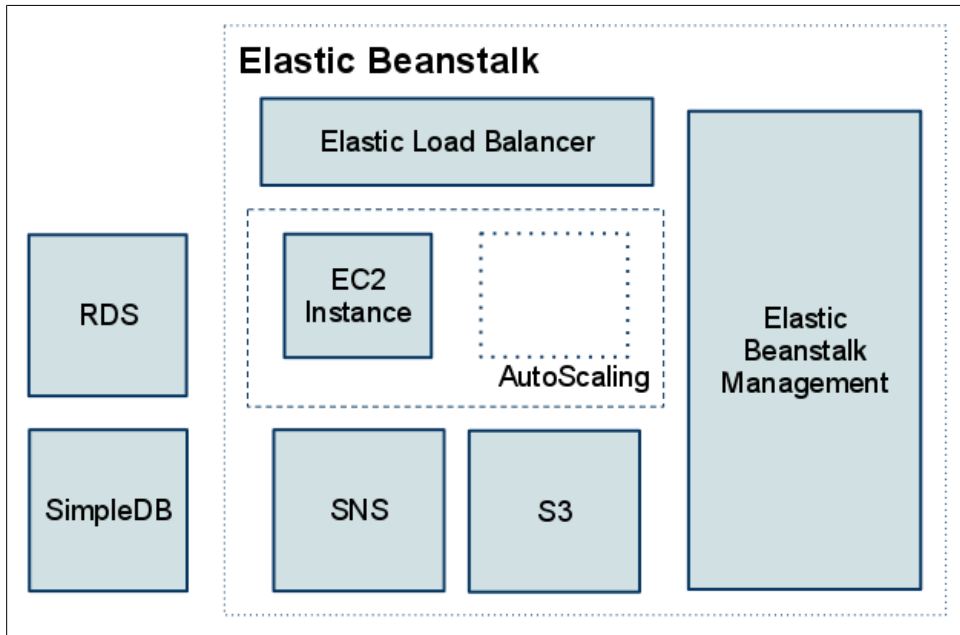 Elastic Beanstalk
Elastic Load Balancer
EC2
Instance
AutoScaling
RDS
Elastic
Beanstalk
Management
SimpleDB
SNS
S3